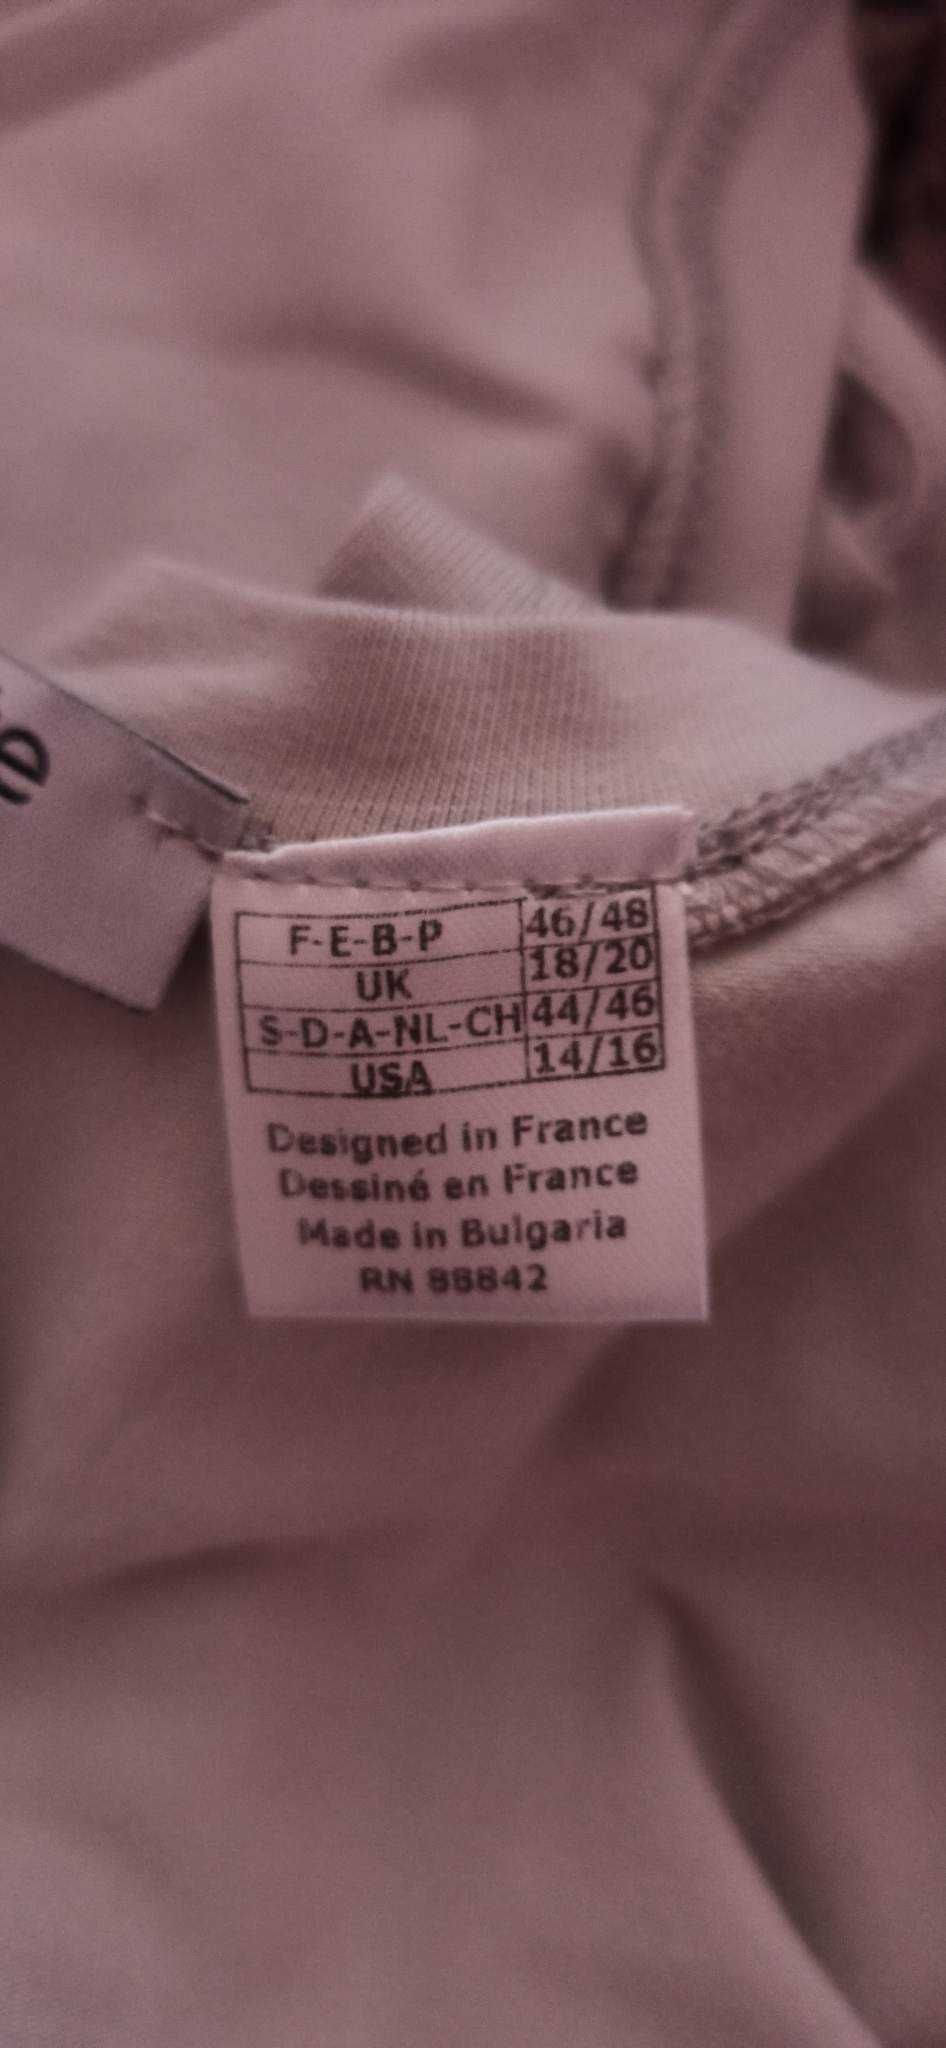 F-E-B-P 46/48
UK 18/20
S-D-A-NL-CH 44/46
USA 14/16
Designed in France
Dessiné en France
Made in Bulgaria
RN 88842